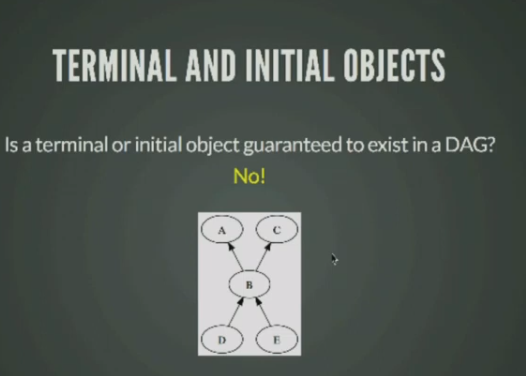 TERMINAL AND INITIAL OBJECTS
Is a terminal or initial object guaranteed to exist in a DAG?
No!
A C
B
D E